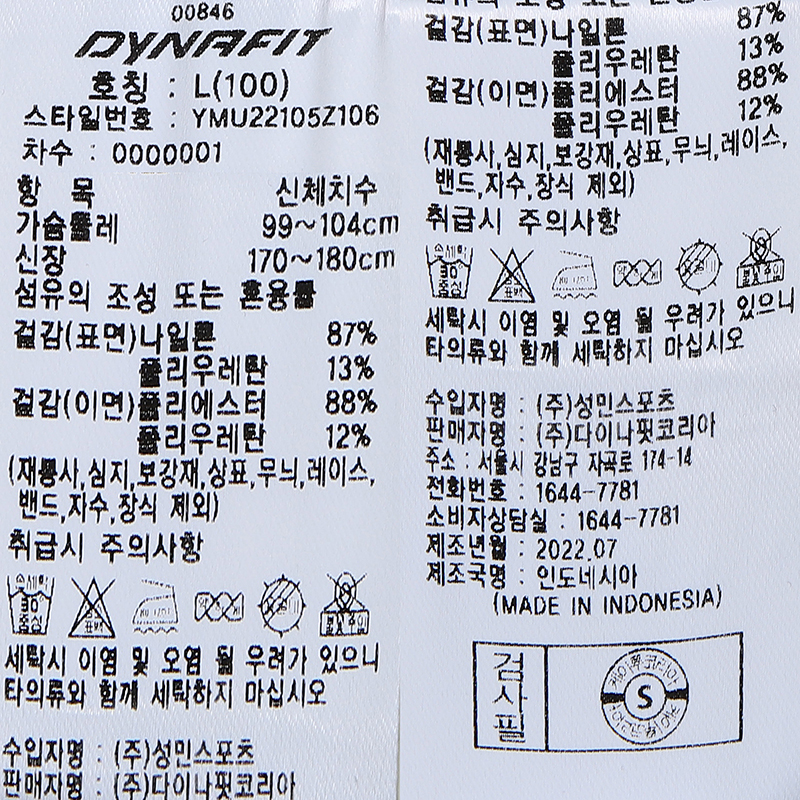 00846
DYNAFIT
호칭 : L(100)
스타일번호 : YMU22105Z106
차수 : 0000001
항 목 신체치수
가슴둘레 99~104cm
신장 170~180cm
섬유의 조성 또는 혼용률
겉감(표면)나일론 87%
폴리우레탄 13%
겉감(이면)폴리에스터 88%
폴리우레탄 12%
(재봉사,심지,보강재,상표,무늬,레이스,
밴드,자수,장식 제외)
취급시 주의사항
손세탁
30
중성
표백
세탁시 이염 및 오염 될 우려가 있으니
타의류와 함께 세탁하지 마십시오
수입자명 : (주)성민스포츠
판매자명 : (주)다이나핏코리아
겉감(표면)나일론 87%
폴리우레탄 13%
겉감(이면)폴리에스터 88%
폴리우레탄 12%
(재봉사,심지,보강재,상표,무늬,레이스,
밴드,자수,장식 제외)
취급시 주의사항
손세탁
30
중성
표백
세탁시 이염 및 오염 될 우려가 있으니
타의류와 함께 세탁하지 마십시오
수입자명 : (주)성민스포츠
판매자명 : (주)다이나핏코리아
주소 : 서울시 강남구 자곡로 174-14
전화번호 : 1644-7781
소비자상담실 : 1644-7781
제조년월 : 2022.07
제조국명 : 인도네시아
(MADE IN INDONESIA)
검사필
S